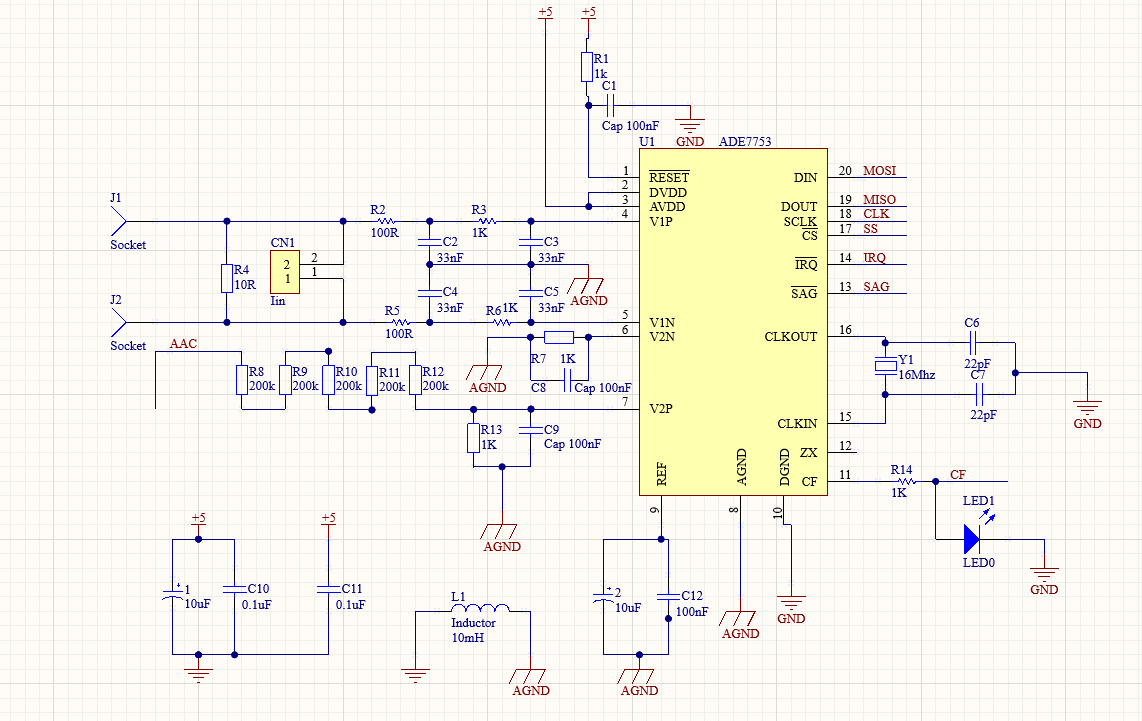 +5
+5
R1
1k
C1
Cap 100nF
GND
U1
ADE7753
1
RESET
2
DVDD
3
AVDD
4
V1P
5
V1N
6
V2N
7
V2P
REF
9
AGND
8
DGND
10
DIN
20
MOSI
DOUT
19
MISO
SCLK
18
CLK
CS
17
SS
IRQ
14
IRQ
SAG
13
SAG
CLKOUT
16
CLKIN
15
ZX
12
CF
11
J1
Socket
R2
100R
R3
1K
C2
33nF
C3
33nF
CN1
2
1
2
1
Iin
R4
10R
C4
33nF
C5
33nF
AGND
J2
Socket
R5
100R
R6
1K
AAC
R8
200k
R9
200k
R10
200k
R11
200k
R12
200k
R7
1K
C8
Cap 100nF
AGND
R13
1K
C9
Cap 100nF
AGND
C6
22pF
Y1
16Mhz
C7
22pF
GND
R14
1K
CF
LED1
LED0
GND
+5
1
10uF
C10
0.1uF
+5
C11
0.1uF
L1
Inductor
10mH
AGND
2
10uF
C12
100nF
AGND
AGND
GND